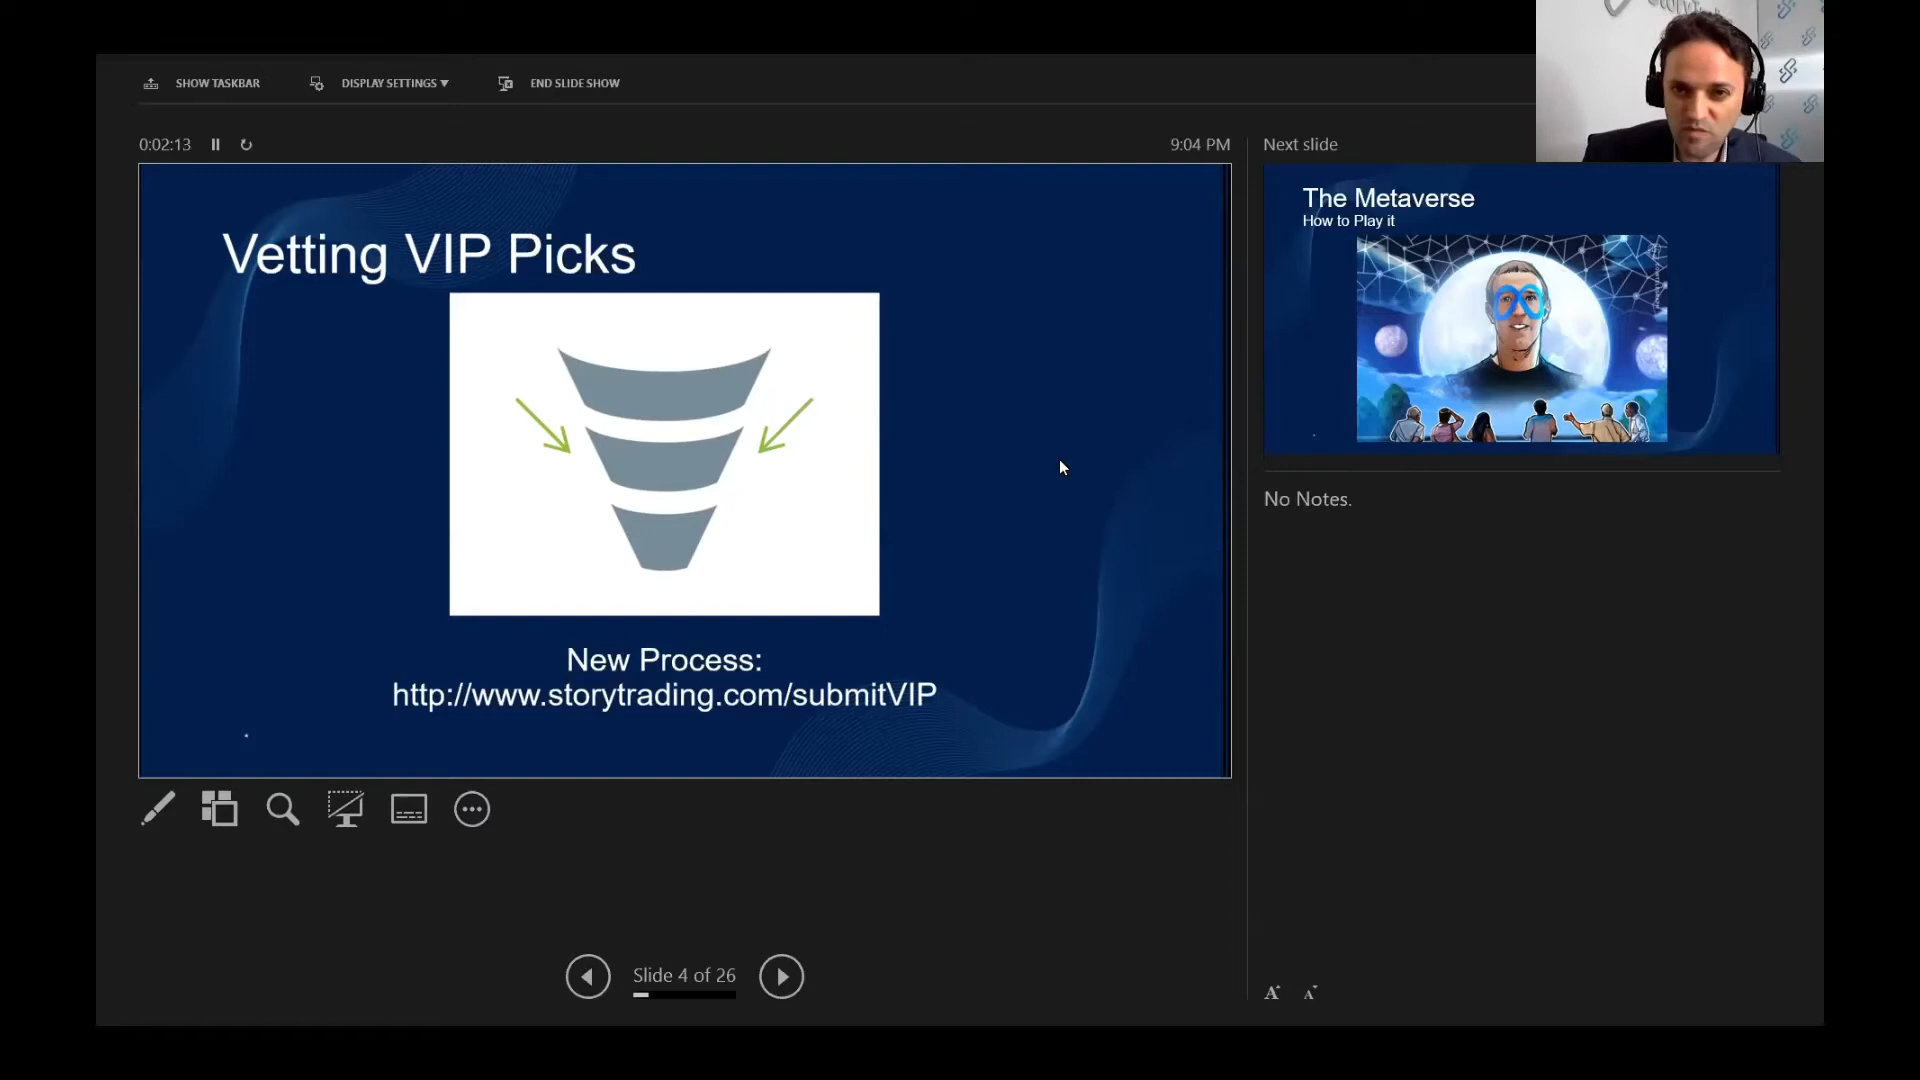 SHOW TASKBAR
DISPLAY SETTINGS
END SLIDE SHOW
0:02:13
9:04 PM
Vetting VIP Picks
New Process:
http://www.storytrading.com/submitVIP
Slide 4 of 26
Next slide
The Metaverse
How to Play it
No Notes.
A
A